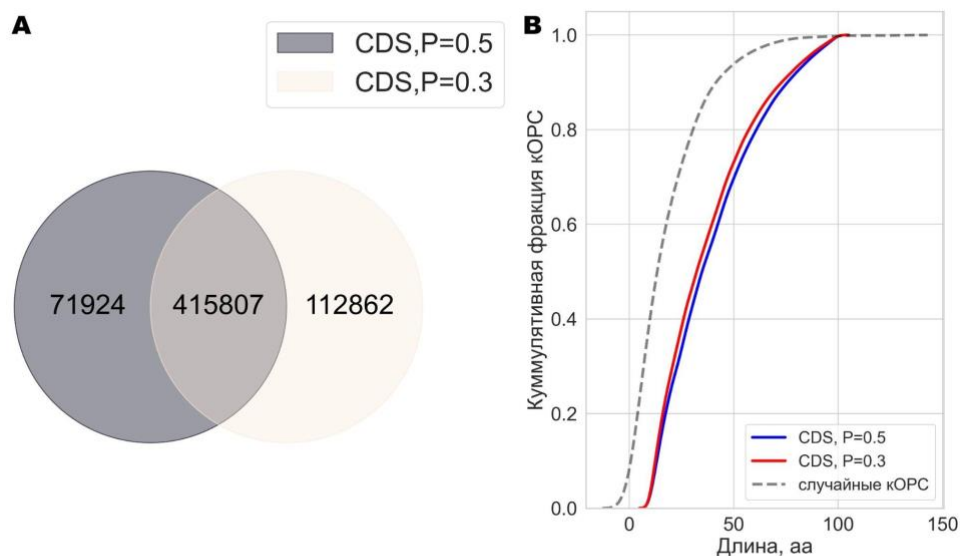 A
CDS,P=0.5
CDS,P=0.3
71924
415807
112862
B
Куммулятивная фракция кОРС
1.0
0.8
0.6
0.4
0.2
0.0
CDS, P=0.5
CDS, P=0.3
случайные кОРС
0
50
100
150
Длина, аа